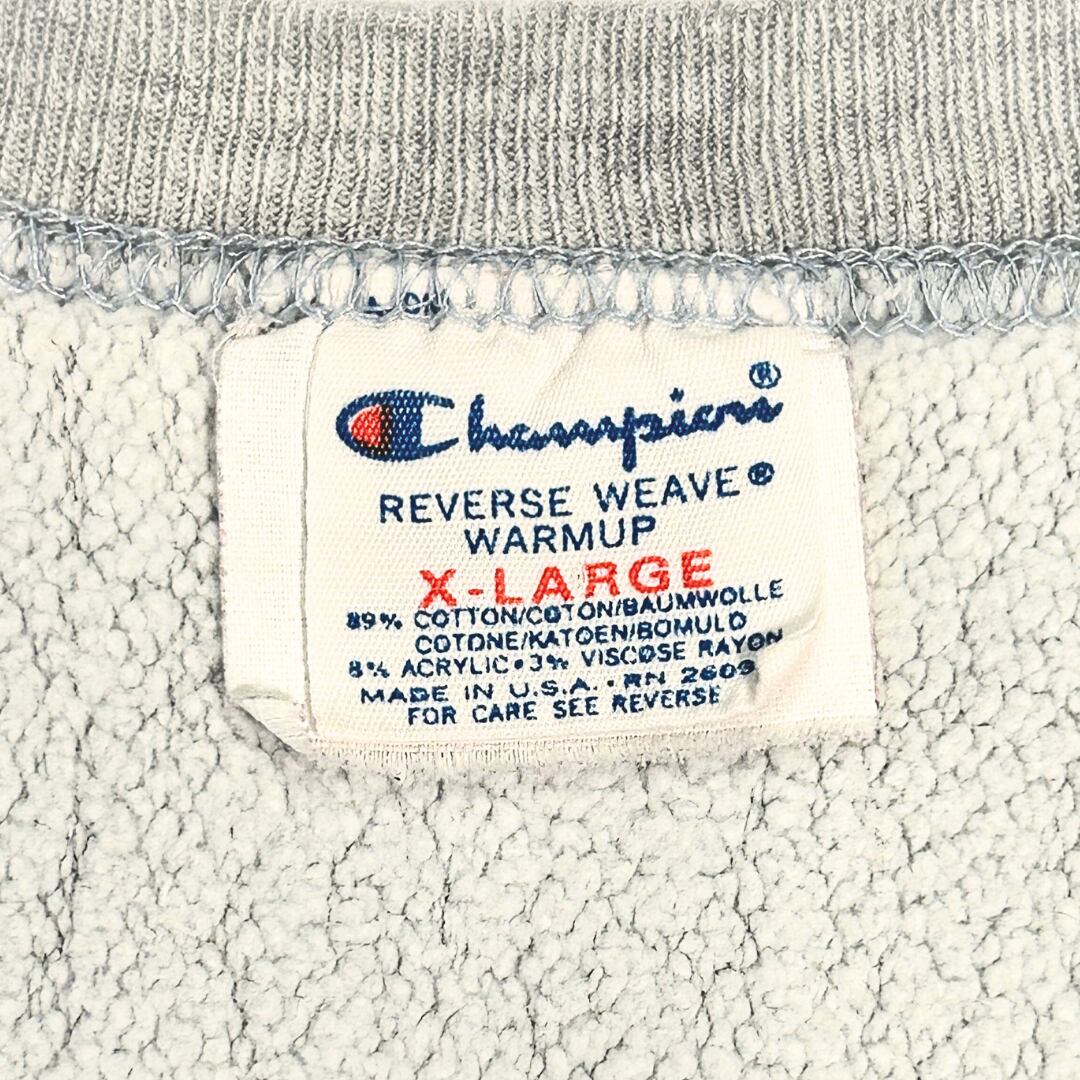 Champion®
REVERSE WEAVE®
WARMUP
X-LARGE
89% COTTON/COTON/BAUMWOLLE
COTONE/KATOEN/BOMULD
8% ACRYLIC • 3% VISCOSE RAYON
MADE IN U.S.A. • RN 2609
FOR CARE SEE REVERSE